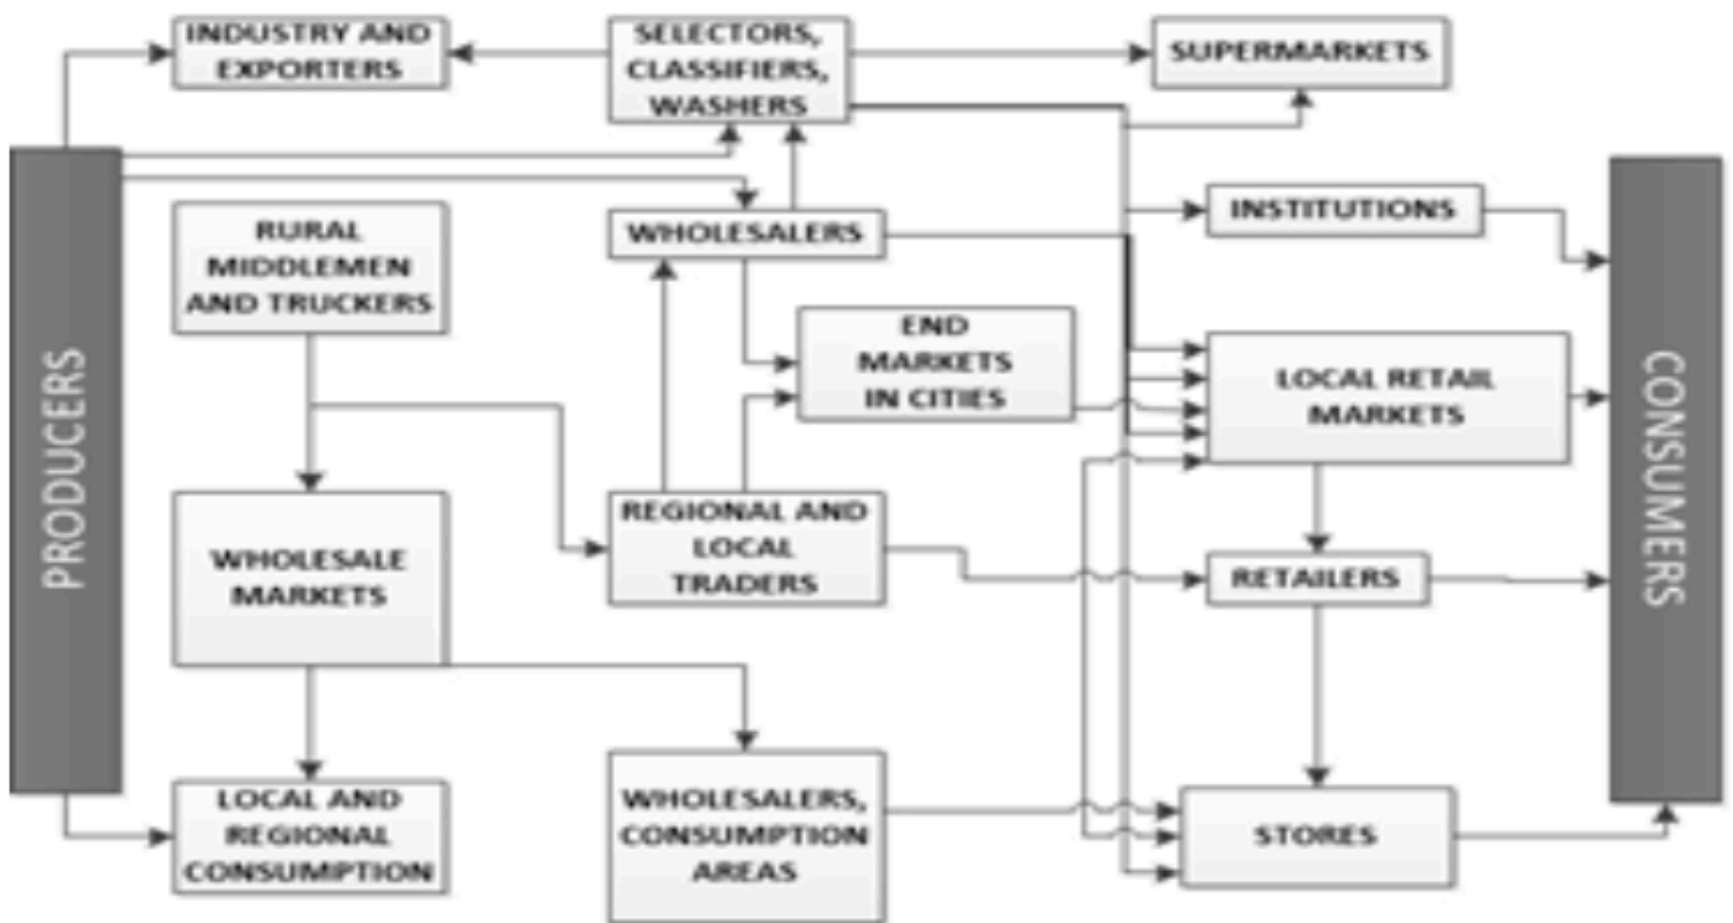 INDUSTRY AND
EXPORTERS
SELECTORS,
CLASSIFIERS,
WASHERS
SUPERMARKETS
PRODUCERS
RURAL
MIDDLEMEN
AND TRUCKERS
WHOLESALERS
INSTITUTIONS
END
MARKETS
IN CITIES
LOCAL RETAIL
MARKETS
CONSUMERS
WHOLESALE
MARKETS
REGIONAL AND
LOCAL
TRADERS
RETAILERS
LOCAL AND
REGIONAL
CONSUMPTION
WHOLESALERS,
CONSUMPTION
AREAS
STORES